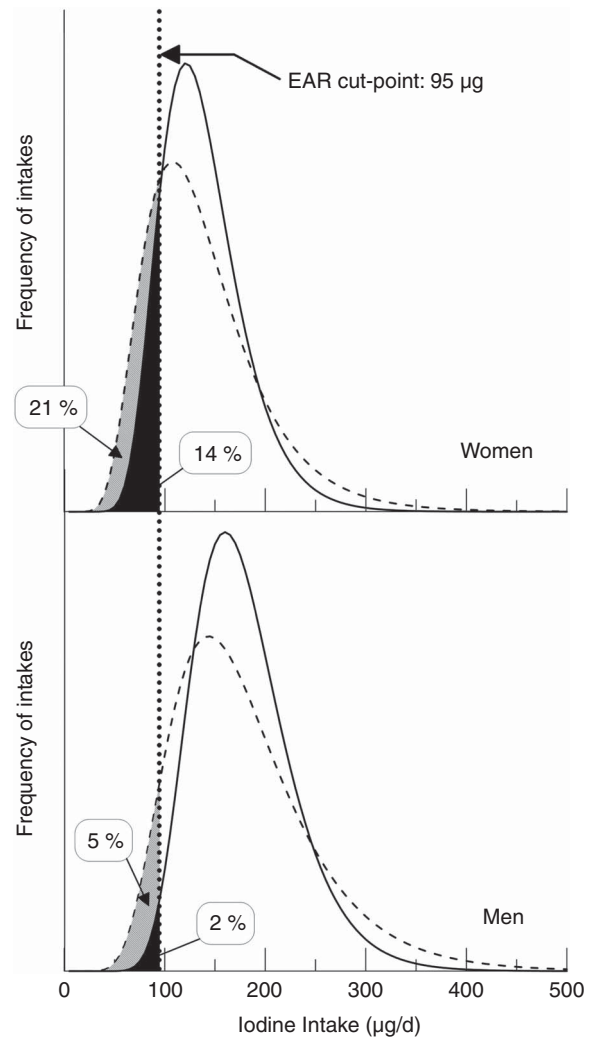 EAR cut-point: 95 µg
Frequency of intakes
21 %
14 %
Women
Frequency of intakes
5 %
2 %
Men
0 100 200 300 400 500
Iodine Intake (µg/d)